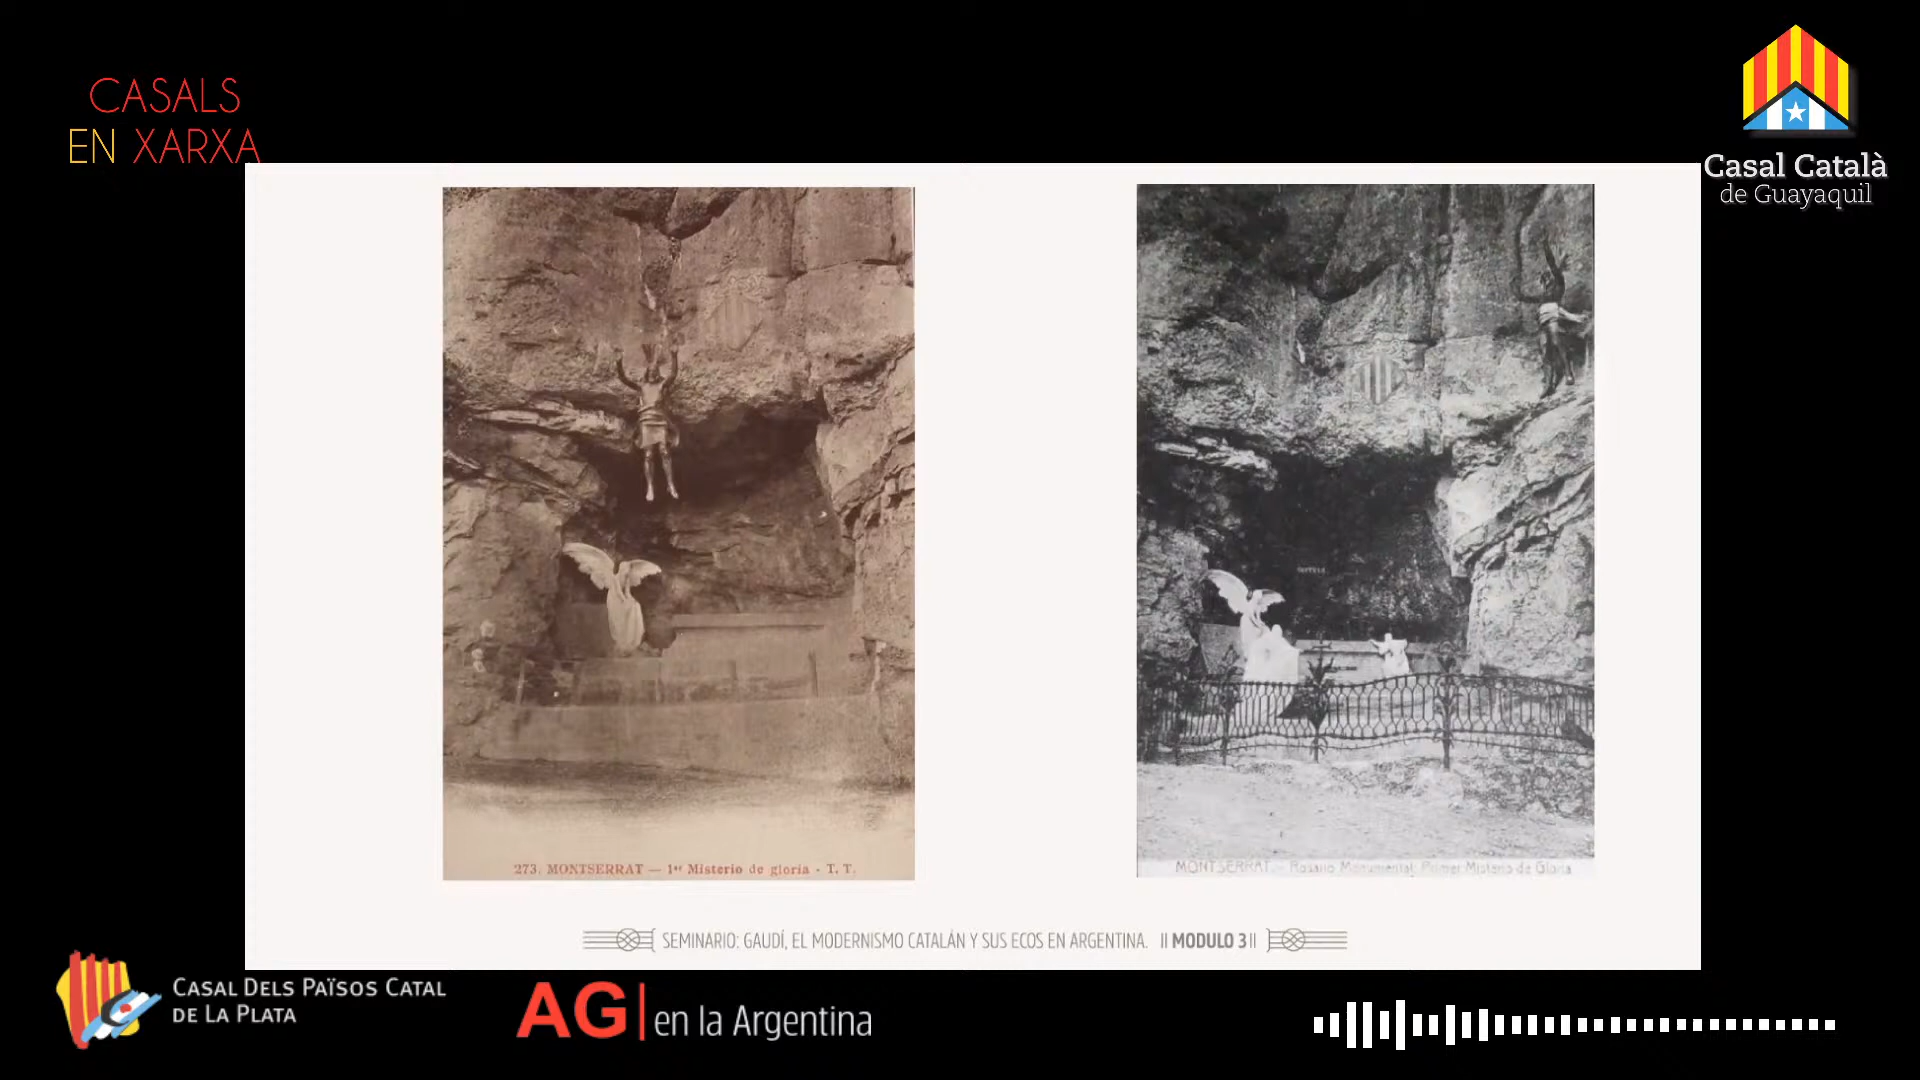 CASALS
EN XARXA
Casal Català
de Guayaquil
273. MONTSERRAT — 1er Misterio de gloria - T. T.
MONTSERRAT.- Rosario Monumental. Primer Misterio de Gloria
SEMINARIO: GAUDÍ, EL MODERNISMO CATALÁN Y SUS ECOS EN ARGENTINA. || MODULO 3 ||
CASAL DELS PAÏSOS CATAL
DE LA PLATA
AG | en la Argentina